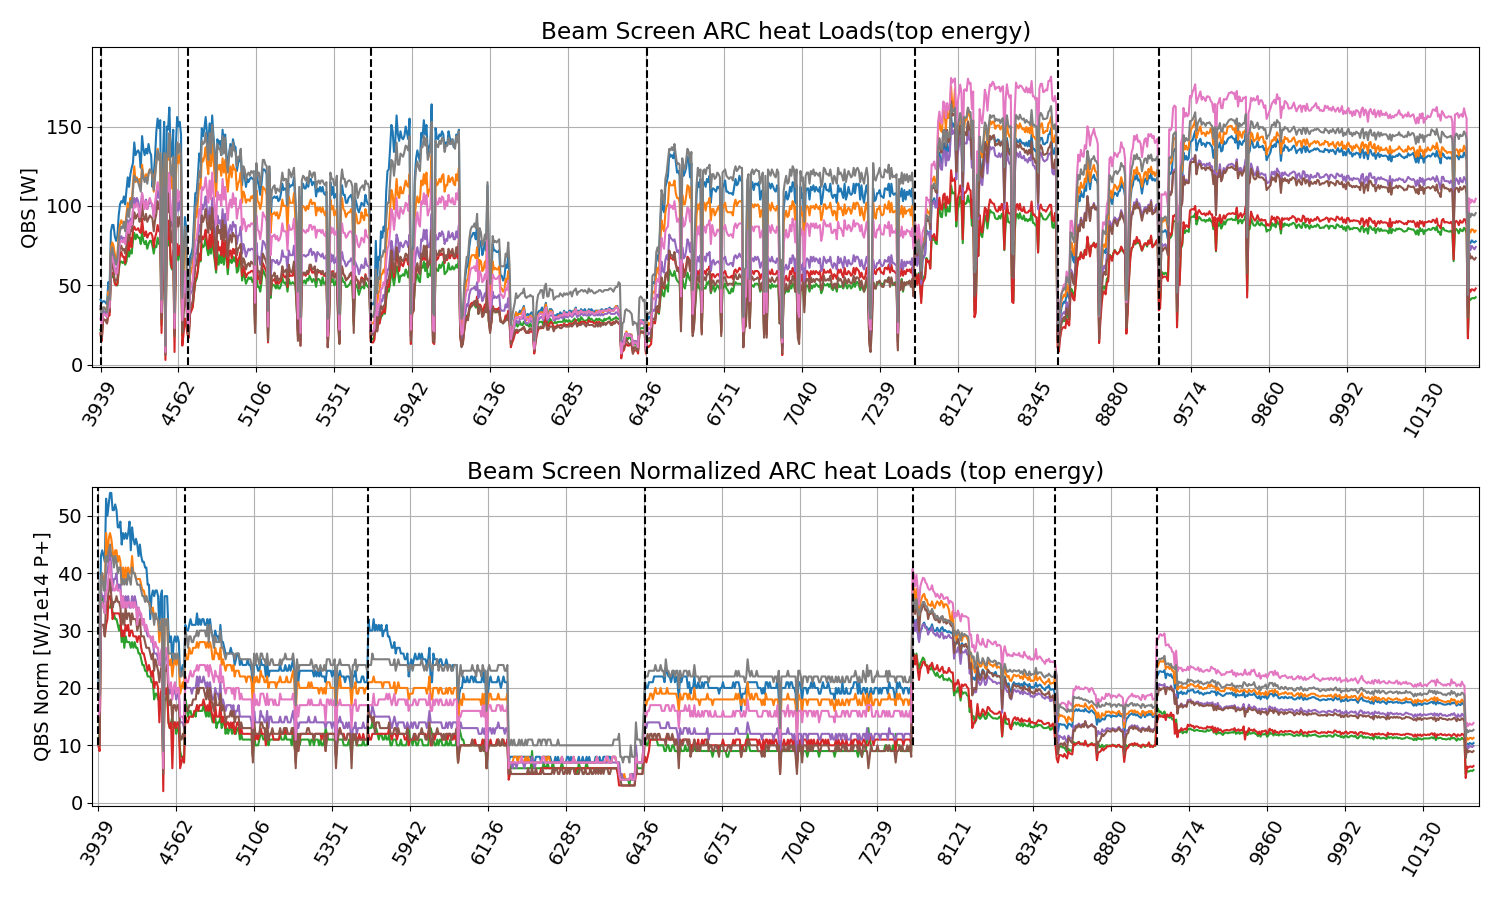 Beam Screen ARC heat Loads(top energy)
QBS [W]
150
100
50
0
3939 4562 5106 5351 5942 6136 6285 6436 6751 7040 7239 8121 8345 8880 9574 9860 9992 10130
Beam Screen Normalized ARC heat Loads (top energy)
QBS Norm [W/1e14 P+]
50
40
30
20
10
0
3939 4562 5106 5351 5942 6136 6285 6436 6751 7040 7239 8121 8345 8880 9574 9860 9992 10130